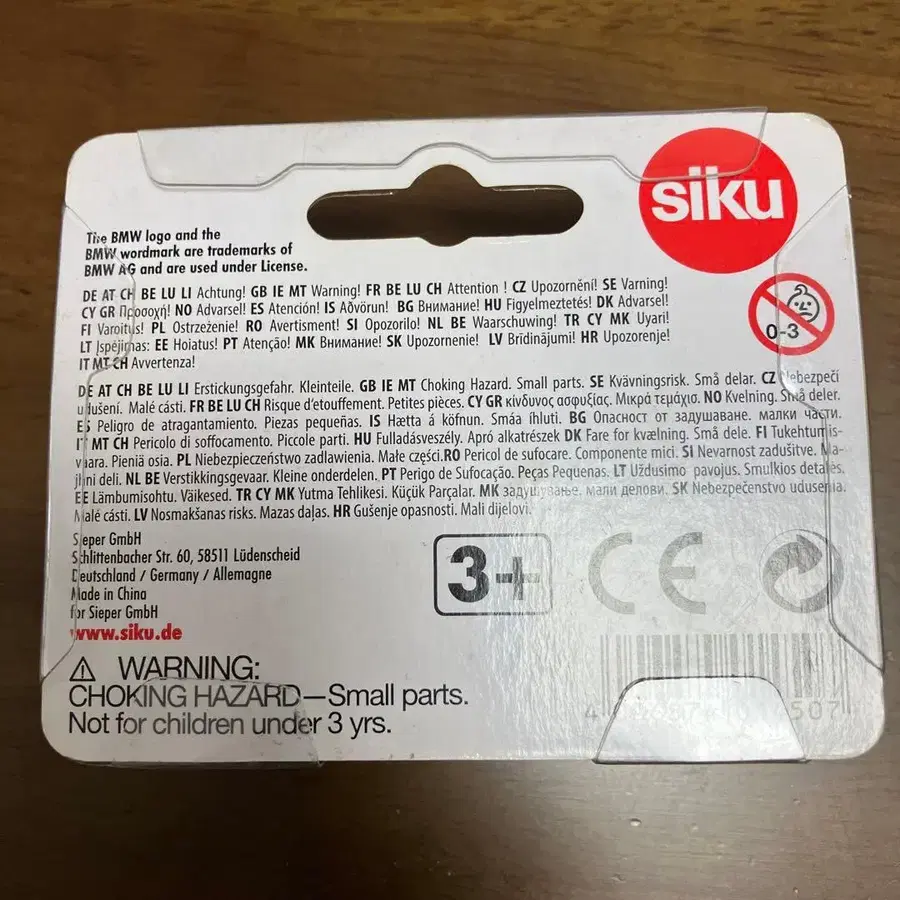 siku
The BMW logo and the
BMW wordmark are trademarks of
BMW AG and are used under License.
DE AT CH BE LU LI Achtung! GB IE MT Warning! FR BE LU CH Attention ! CZ Upozornění! SE Varning!
CY GR Προσοχή! NO Advarsel! ES Atención! IS Aðvörun! BG Внимание! HU Figyelmeztetés! DK Advarsel!
FI Varoitus! PL Ostrzeżenie! RO Avertisment! SI Opozorilo! NL BE Waarschuwing! TR CY MK Uyari!
LT Įspėjimas: EE Hoiatus! PT Atenção! MK Внимание! SK Upozornenie! LV Brīdinājumi! HR Upozorenje!
IT MT CH Avvertenza!
0-3
DE AT CH BE LU LI Erstickungsgefahr. Kleinteile. GB IE MT Choking Hazard. Small parts. SE Kvävningsrisk. Små delar. CZ Nebezpečí
udušení. Malé cásti. FR BE LU CH Risque d'etouffement. Petites pièces. CY GR κίνδυνος ασφυξίας. Μικρά τεμάχια. NO Kvelning. Små deler.
ES Peligro de atragantamiento. Piezas pequeñas. IS Hætta á köfnun. Smáa íhluti. BG Опасност от задушаване. малки части.
IT MT CH Pericolo di soffocamento. Piccole parti. HU Fulladásveszély. Apró alkatrészek DK Fare for kvælning. Små dele. FI Tukehtumis-
vaara. Pieniä osia. PL Niebezpieczeństwo zadlawienia. Małe części.RO Pericol de sufocare. Componente mici. SI Nevarnost zadušitve. Ma-
jhni deli. NL BE Verstikkingsgevaar. Kleine onderdelen. PT Perigo de Sufocação. Peças Pequenas. LT Uždusimo pavojus. Smulkios detalės.
EE Lämbumisohtu. Väikesed. TR CY MK Yutma Tehlikesi. Küçük Parçalar. MK задушување. мали делови. SK Nebezpečenstvo udusenia.
Malé cásti. LV Nosmakšanas risks. Mazas daļas. HR Gušenje opasnosti. Mali dijelovi.
Sieper GmbH
Schlittenbacher Str. 60, 58511 Lüdenscheid
Deutschland / Germany / Allemagne
Made in China
for Sieper GmbH
www.siku.de
3+
CE
WARNING:
CHOKING HAZARD—Small parts.
Not for children under 3 yrs.